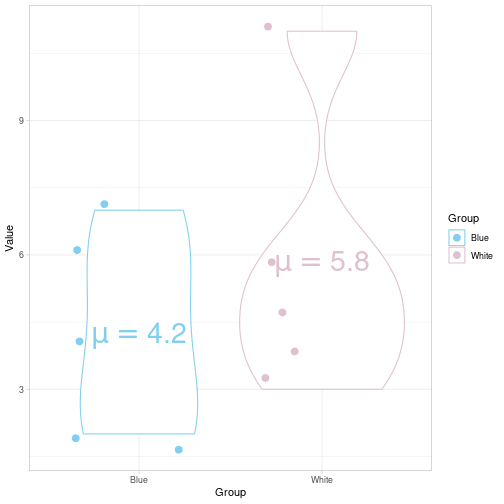 9
6
3
Value
μ = 4.2
μ = 5.8
Blue
White
Group
Group
Blue
White